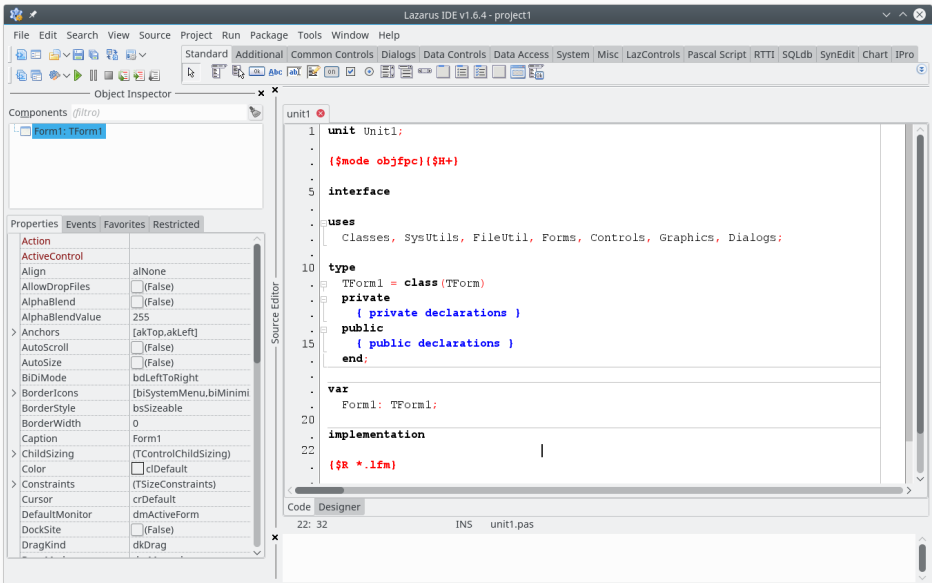 Lazarus IDE v1.6.4 - project1
File Edit Search View Source Project Run Package Tools Window Help
Standard Additional Common Controls Dialogs Data Controls Data Access System Misc LazControls Pascal Script RTTI SQLdb SynEdit Chart IPro
Ok Abc ab on
Object Inspector
Components (filtro)
Form1: TForm1
Properties Events Favorites Restricted
Action
ActiveControl
Align alNone
AllowDropFiles (False)
AlphaBlend (False)
AlphaBlendValue 255
Anchors [akTop,akLeft]
AutoScroll (False)
AutoSize (False)
BiDiMode bdLeftToRight
BorderIcons [biSystemMenu,biMinimi
BorderStyle bsSizeable
BorderWidth 0
Caption Form1
ChildSizing (TControlChildSizing)
Color clDefault
Constraints (TSizeConstraints)
Cursor crDefault
DefaultMonitor dmActiveForm
DockSite (False)
DragKind dkDrag
Source Editor
unit1
1 unit Unit1;
. {$mode objfpc}{$H+}
5 interface
. uses
. Classes, SysUtils, FileUtil, Forms, Controls, Graphics, Dialogs;
10 type
. TForm1 = class(TForm)
. private
. { private declarations }
. public
15 { public declarations }
. end;
. var
. Form1: TForm1;
20
. implementation
22
. {$R *.lfm}
Code Designer
22: 32 INS unit1.pas